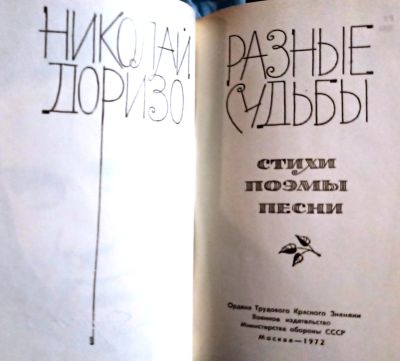 НИКОЛАЙ
ДОРИЗО
РАЗНЫЕ
СУДЬБЫ
СТИХИ
ПОЭМЫ
ПЕСНИ
Ордена Трудового Красного Знамени
Военное издательство
Министерства обороны СССР
Москва—1972